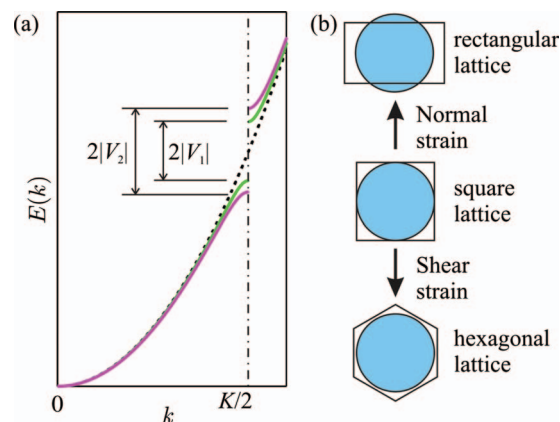 (a)
2|V₂|
2|V₁|
E(k)
0
k
K/2
(b)
rectangular
lattice
Normal
strain
square
lattice
Shear
strain
hexagonal
lattice